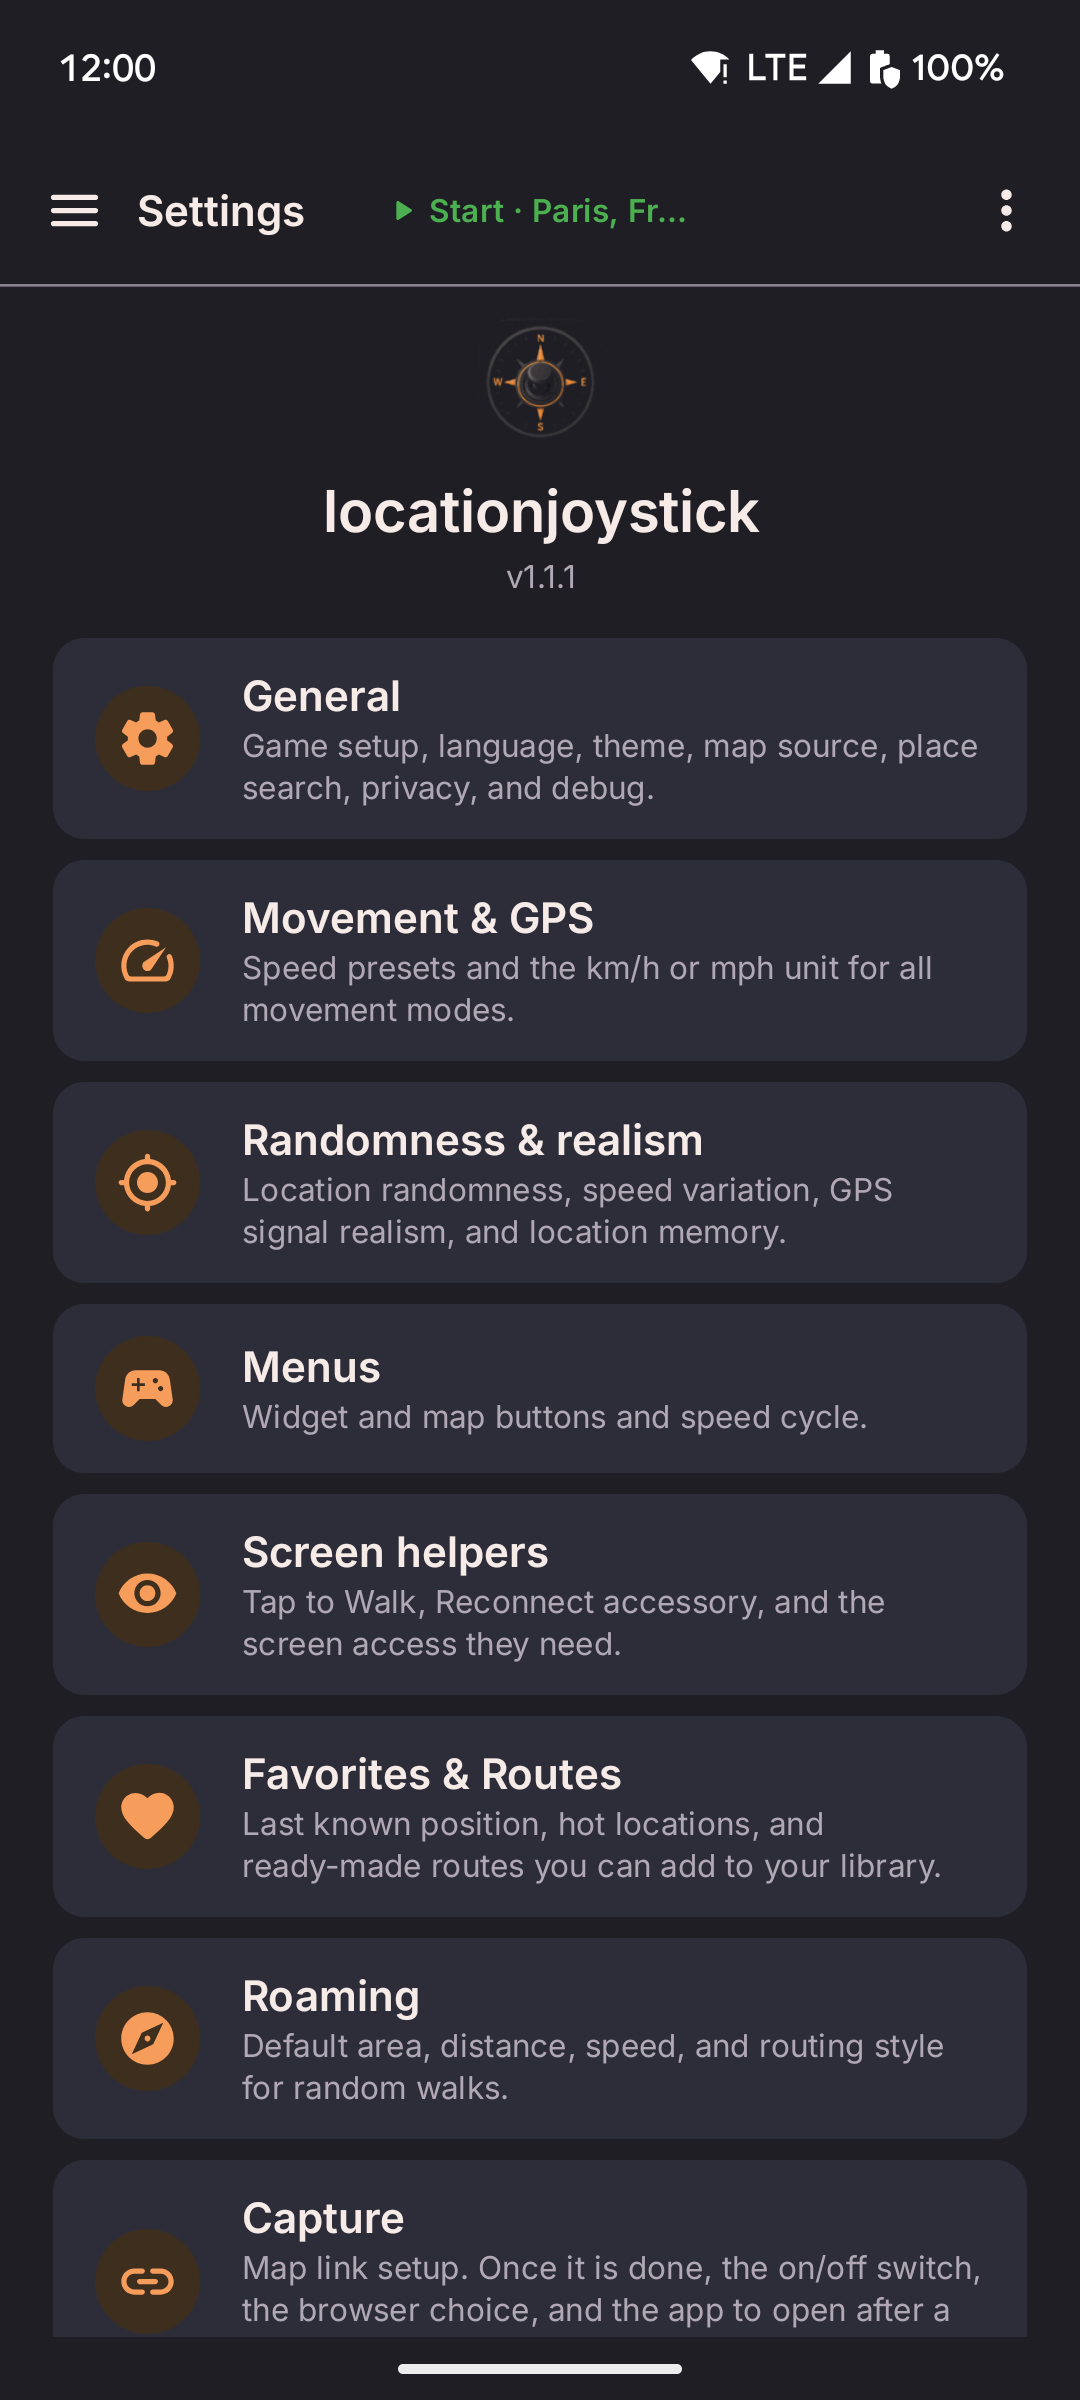 12:00
LTE
100%
Settings
Start · Paris, Fr...
N
W
E
S
locationjoystick
v1.1.1
General
Game setup, language, theme, map source, place
search, privacy, and debug.
Movement & GPS
Speed presets and the km/h or mph unit for all
movement modes.
Randomness & realism
Location randomness, speed variation, GPS
signal realism, and location memory.
Menus
Widget and map buttons and speed cycle.
Screen helpers
Tap to Walk, Reconnect accessory, and the
screen access they need.
Favorites & Routes
Last known position, hot locations, and
ready-made routes you can add to your library.
Roaming
Default area, distance, speed, and routing style
for random walks.
Capture
Map link setup. Once it is done, the on/off switch,
the browser choice, and the app to open after a